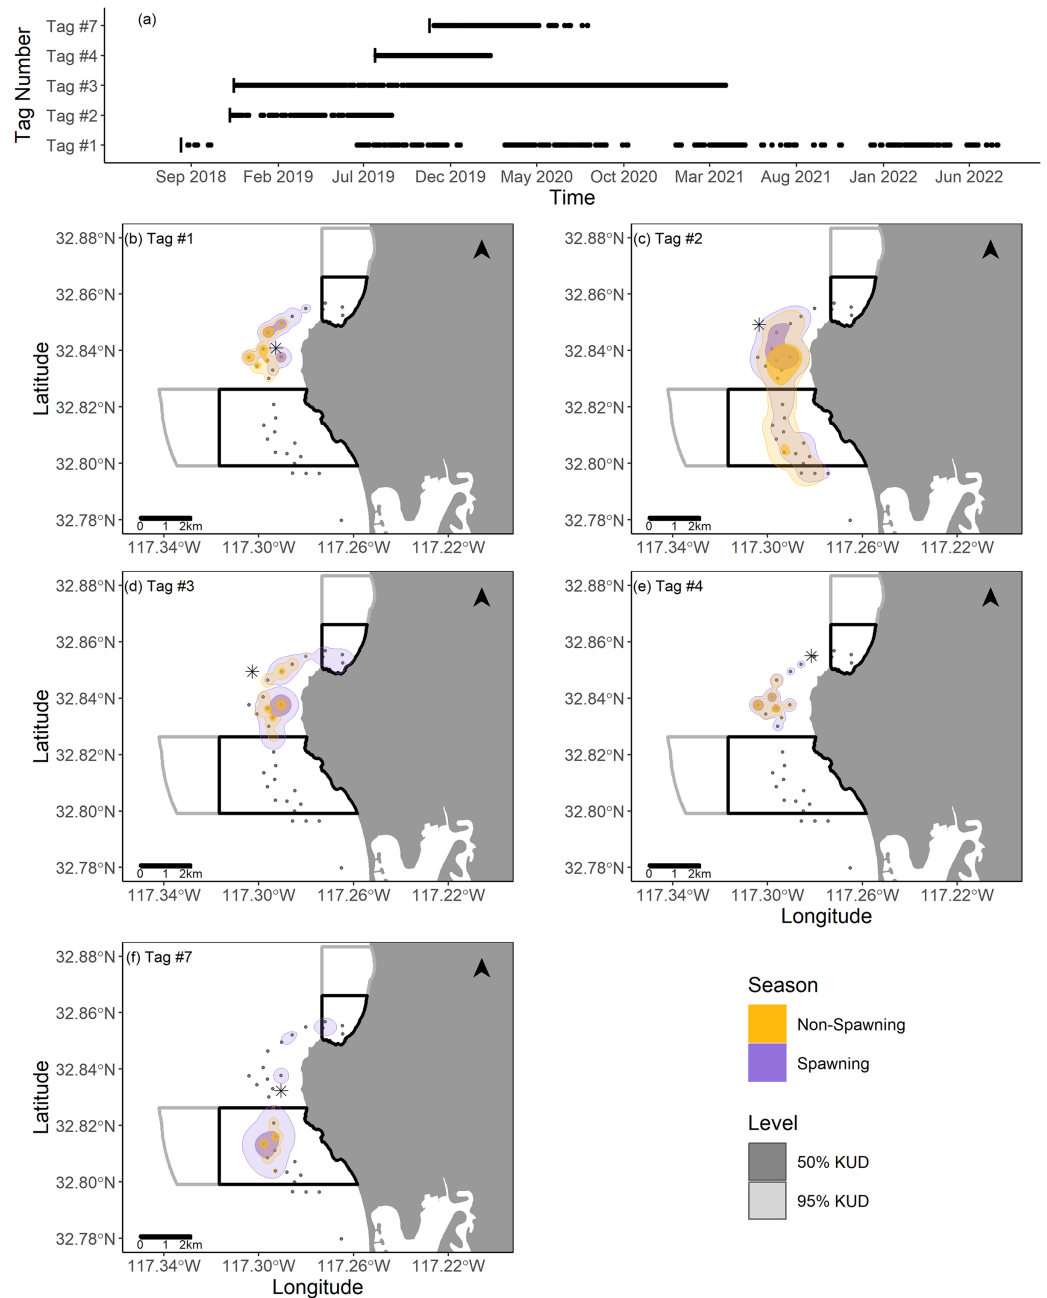 (a)
Tag Number
Tag #7
Tag #4
Tag #3
Tag #2
Tag #1
Sep 2018 Feb 2019 Jul 2019 Dec 2019 May 2020 Oct 2020 Mar 2021 Aug 2021 Jan 2022 Jun 2022
Time
(b) Tag #1
Latitude
32.88°N
32.86°N
32.84°N
32.82°N
32.80°N
32.78°N
0 1 2km
117.34°W 117.30°W 117.26°W 117.22°W
(c) Tag #2
32.88°N
32.86°N
32.84°N
32.82°N
32.80°N
32.78°N
0 1 2km
117.34°W 117.30°W 117.26°W 117.22°W
(d) Tag #3
Latitude
32.88°N
32.86°N
32.84°N
32.82°N
32.80°N
32.78°N
0 1 2km
117.34°W 117.30°W 117.26°W 117.22°W
(e) Tag #4
32.88°N
32.86°N
32.84°N
32.82°N
32.80°N
32.78°N
0 1 2km
117.34°W 117.30°W 117.26°W 117.22°W
Longitude
(f) Tag #7
Latitude
32.88°N
32.86°N
32.84°N
32.82°N
32.80°N
32.78°N
0 1 2km
117.34°W 117.30°W 117.26°W 117.22°W
Longitude
Season
Non-Spawning
Spawning
Level
50% KUD
95% KUD